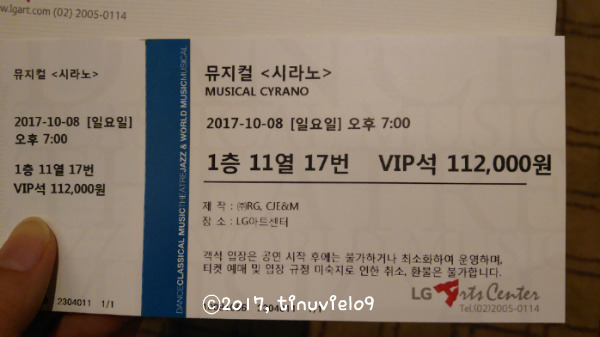 w.lgart.com (02) 2005-0114
뮤지컬 <시라노>
2017-10-08 [일요일]
오후 7:00
1층 11열 17번
VIP석 112,000원
2304011 1/1
DANCECLASSICAL MUSICTHEATREJAZZ & WORLD MUSICMUSICAL
뮤지컬 <시라노>
MUSICAL CYRANO
2017-10-08 [일요일] 오후 7:00
1층 11열 17번 VIP석 112,000원
제 작 : ㈜RG, CJE&M
장 소 : LG아트센터
객석 입장은 공연 시작 후에는 불가하거나 최소화하여 운영하며,
티켓 예매 및 입장 규정 미숙지로 인한 취소, 환불은 불가합니다.
LG Arts Center
Tel.(02)2005-0114
2304011 1/1
©2017, tinuviel09